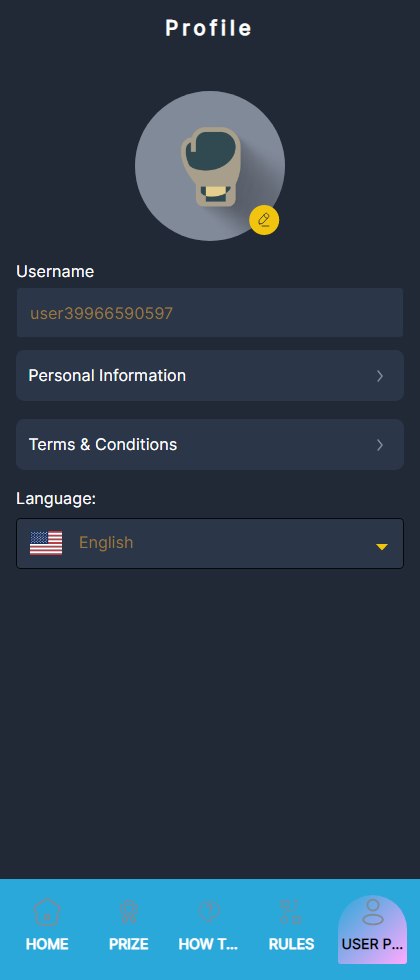 Profile
Username
user39966590597
Personal Information
Terms & Conditions
Language:
English
HOME PRIZE HOW T... RULES USER P...